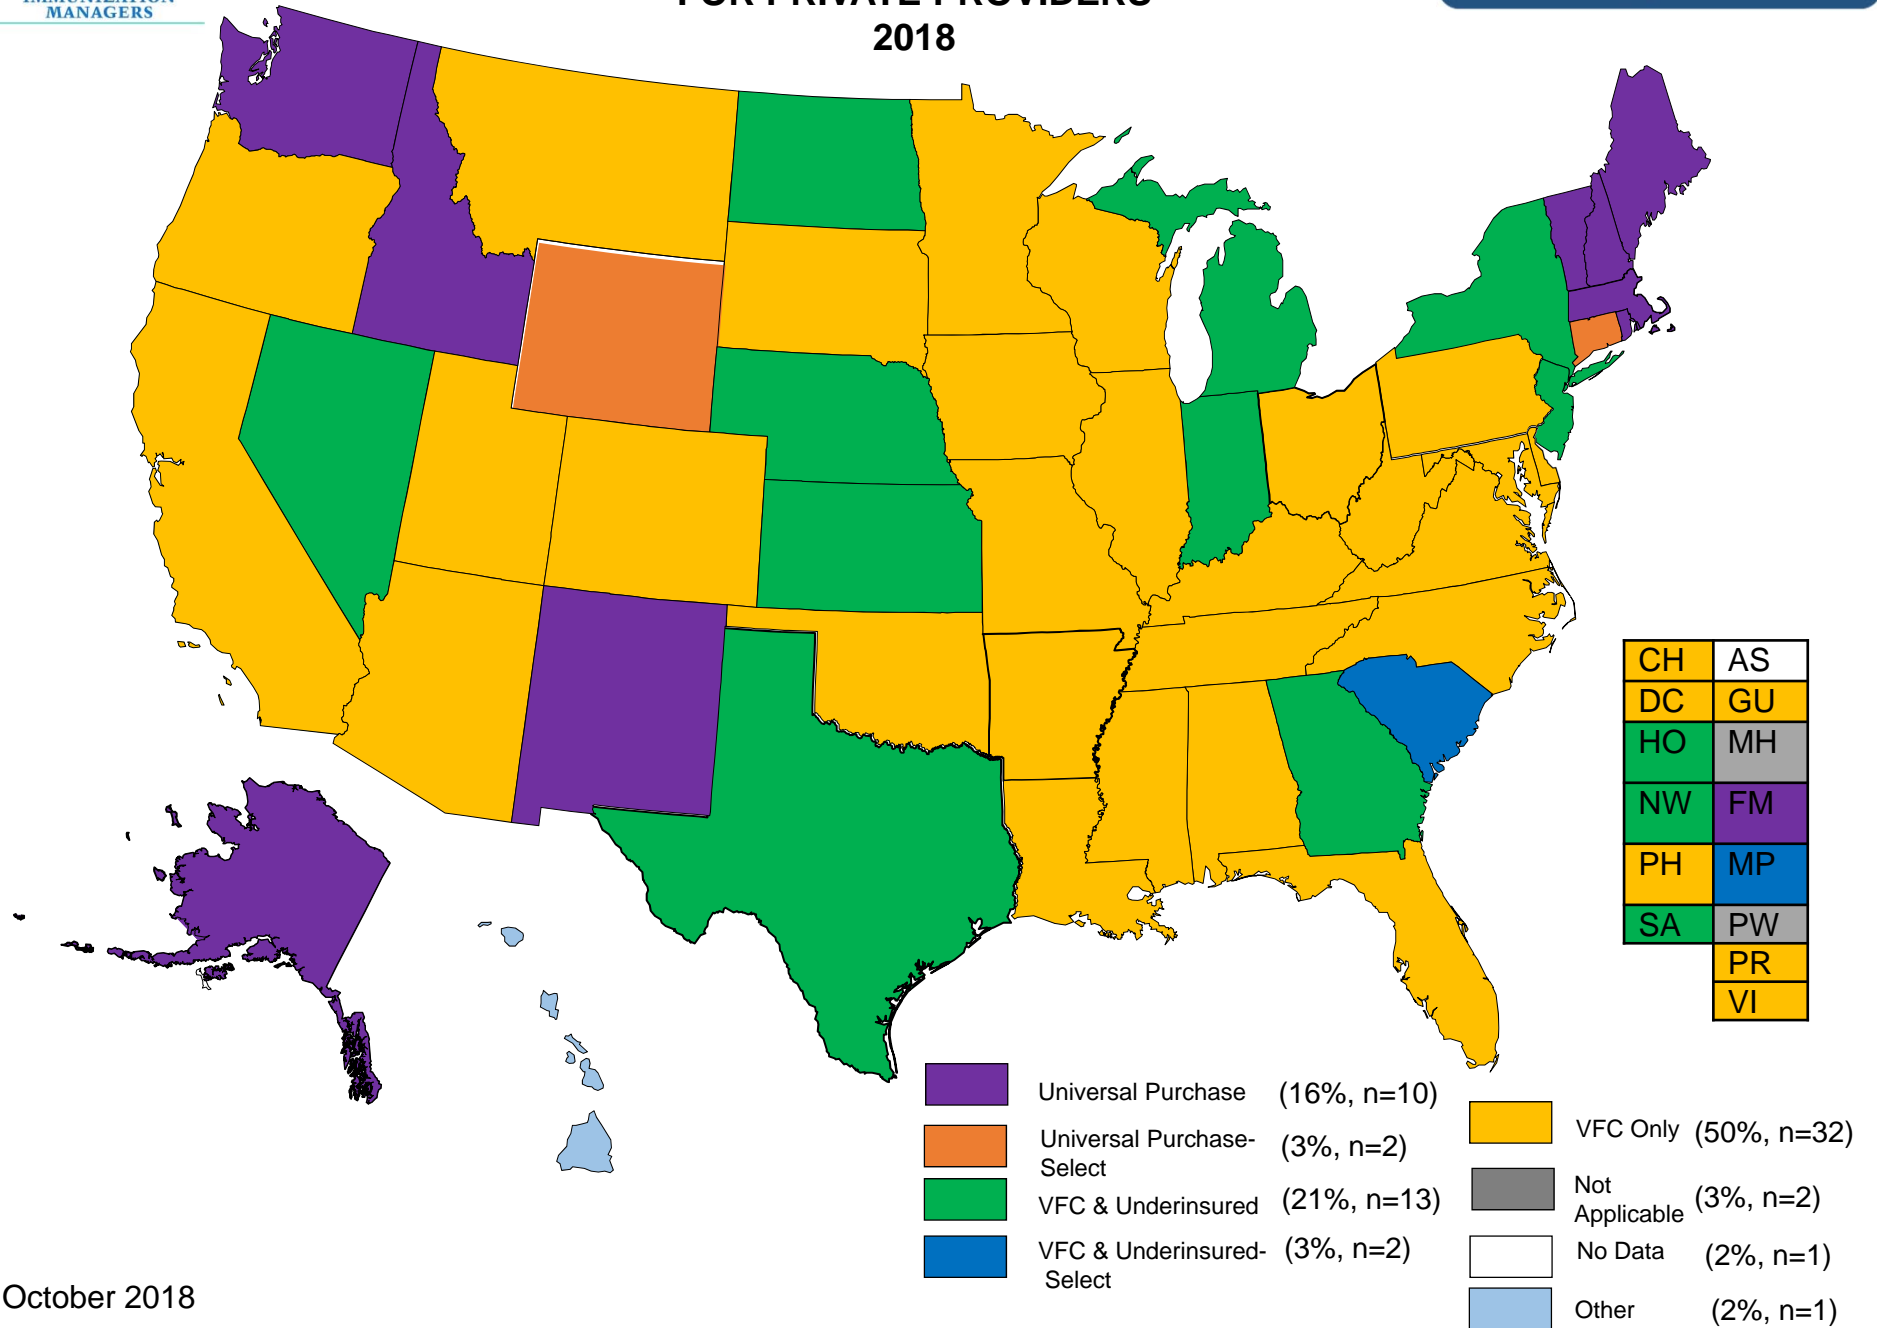 MANAGERS
2018
CH AS
DC GU
HO MH
NW FM
PH MP
SA PW
PR
VI
Universal Purchase (16%, n=10)
Universal Purchase-
Select (3%, n=2)
VFC & Underinsured (21%, n=13)
VFC & Underinsured-
Select (3%, n=2)
VFC Only (50%, n=32)
Not
Applicable (3%, n=2)
No Data (2%, n=1)
Other (2%, n=1)
October 2018